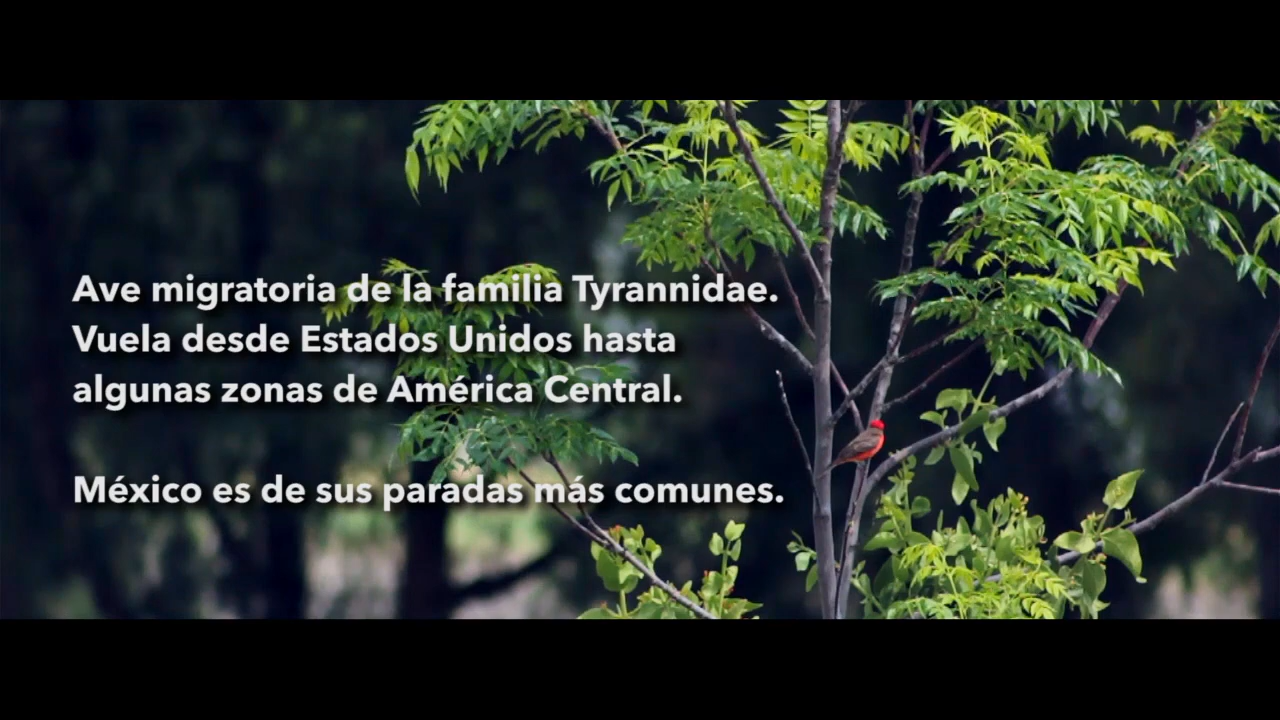 Ave migratoria de la familia Tyrannidae.
Vuela desde Estados Unidos hasta
algunas zonas de América Central.
México es de sus paradas más comunes.